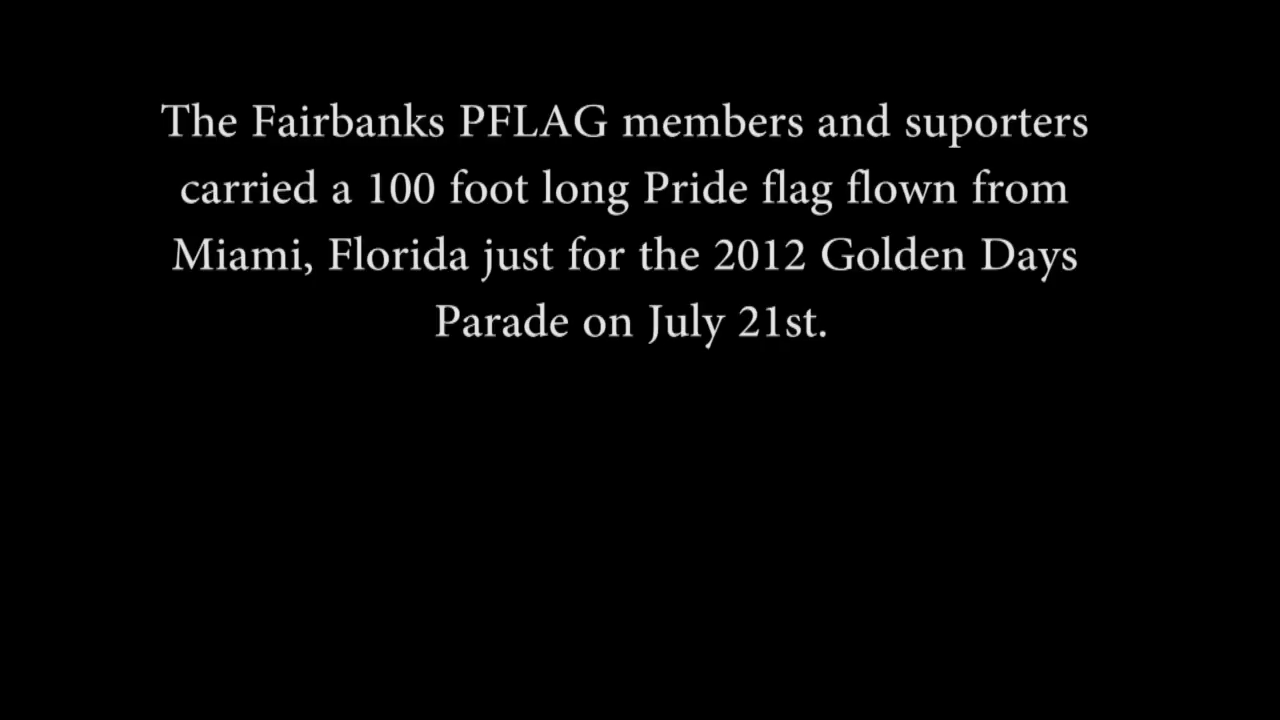 The Fairbanks PFLAG members and suporters
carried a 100 foot long Pride flag flown from
Miami, Florida just for the 2012 Golden Days
Parade on July 21st.